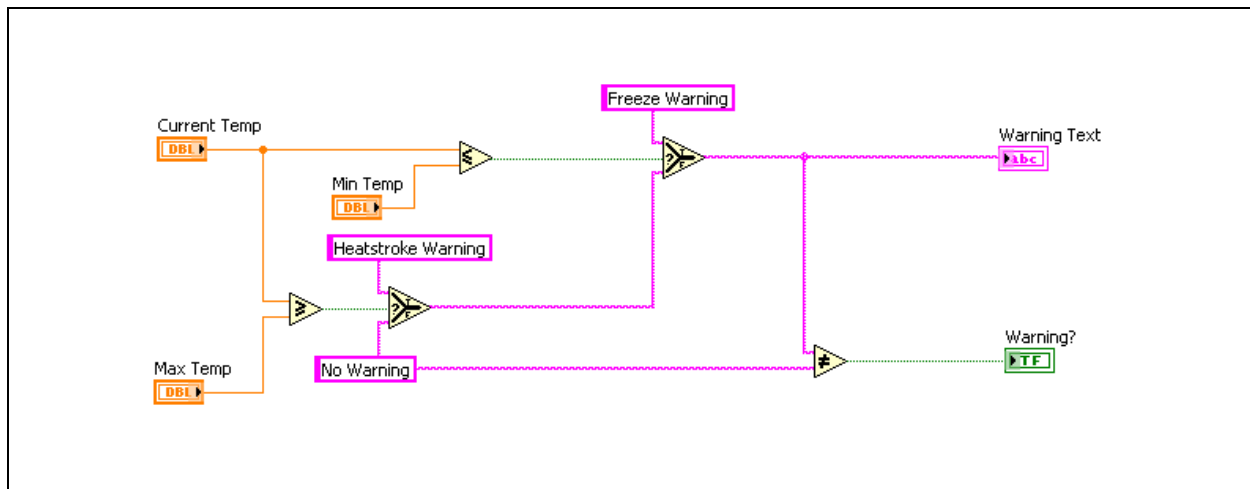 Freeze Warning
Current Temp
DBL
≤
?
T
F
Warning Text
abc
Min Temp
DBL
Heatstroke Warning
≥
?
T
F
Max Temp
DBL
No Warning
≠
Warning?
TF